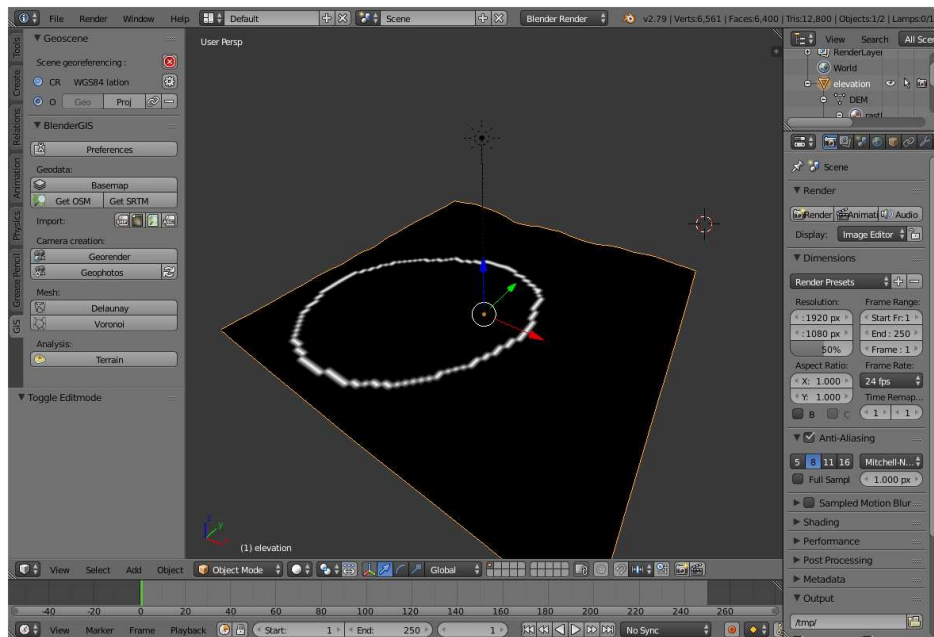 File Render Window Help Default Scene Blender Render v2.79 | Verts:6,561 | Faces:6,400 | Tris:12,800 | Objects:1/2 | Lamps:0/1
Tools
Create
Relations
Animation
Physics
Grease Pencil
GIS
Geoscene
Scene georeferencing :
CR WGS84 lation
O Geo Proj
BlenderGIS
Preferences
Geodata:
Basemap
Get OSM Get SRTM
Import:
Camera creation:
Georender
Geophotos
Mesh:
Delaunay
Voronoi
Analysis:
Terrain
Toggle Editmode
User Persp
z
y
(1) elevation
View Search All Sce
RenderLayer
World
elevation
DEM
rast
Scene
Render
Render Animati Audio
Display: Image Editor
Dimensions
Render Presets
Resolution: Frame Range:
: 1920 px Start Fr: 1
: 1080 px End : 250
50% Frame : 1
Aspect Ratio: Frame Rate:
X: 1.000 24 fps
Y: 1.000 Time Remap...
B C 1 1
Anti-Aliasing
5 8 11 16 Mitchell-N...
Full Sampl 1.000 px
Sampled Motion Blur
Shading
Performance
Post Processing
Metadata
Output
/tmp/
View Select Add Object Object Mode Global
-40 -20 0 20 40 60 80 100 120 140 160 180 200 220 240 260
View Marker Frame Playback Start: 1 End: 250 1 No Sync